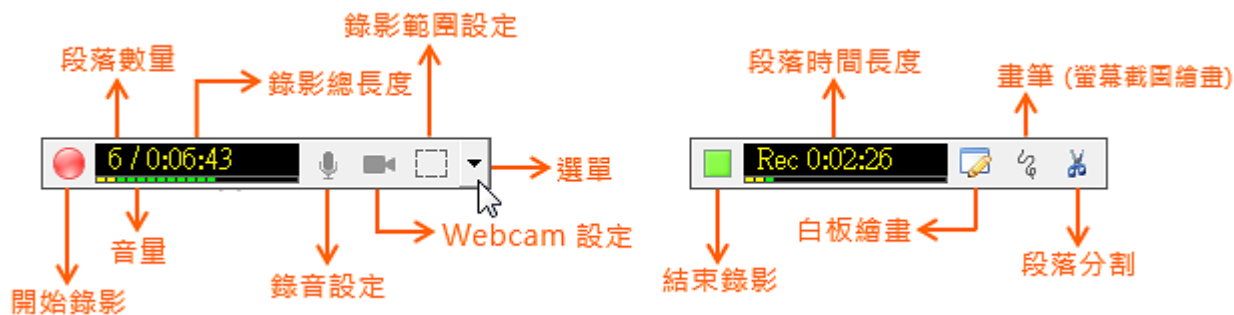 錄影範圍設定
段落數量
錄影總長度
6 / 0:06:43
選單
音量
Webcam 設定
錄音設定
開始錄影
段落時間長度
畫筆 (螢幕截圖繪畫)
Rec 0:02:26
白板繪畫
段落分割
結束錄影